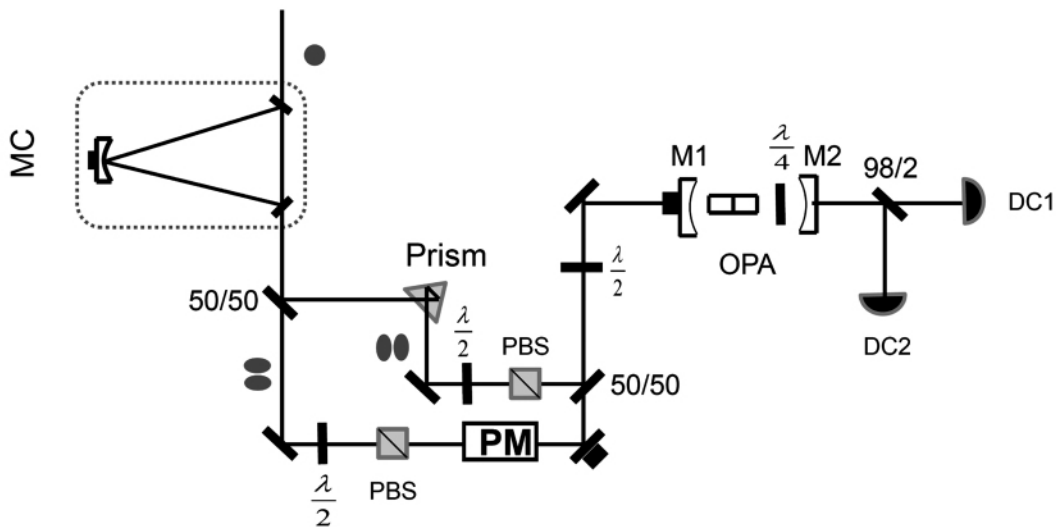 MC
Prism
50/50
λ/2
PBS
λ/2
PBS
PM
50/50
λ/2
M1
λ/4
M2
OPA
98/2
DC1
DC2